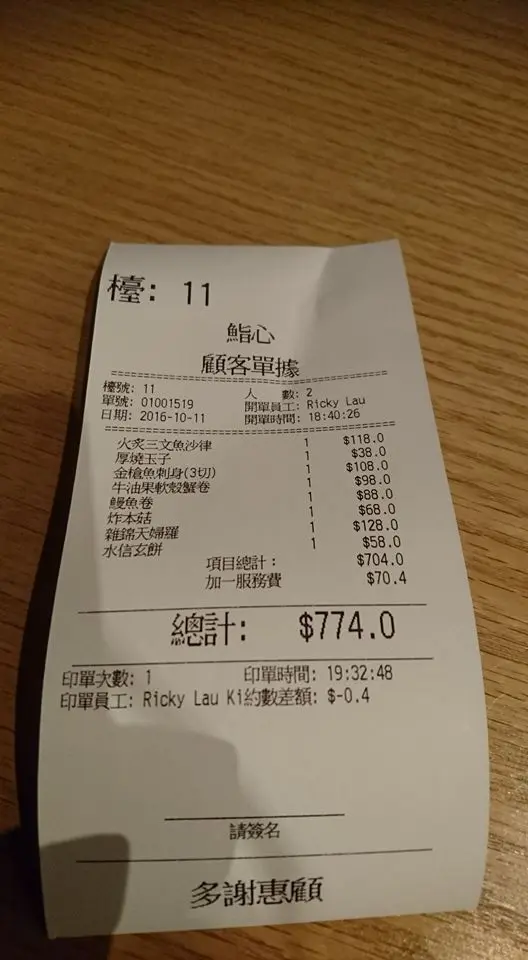 檯: 11
鮨心
顧客單據
檯號: 11 人 數: 2
單號: 01001519 開單員工: Ricky Lau
日期: 2016-10-11 開單時間: 18:40:26
火炙三文魚沙律 1 $118.0
厚燒玉子 1 $38.0
金槍魚刺身(3切) 1 $108.0
牛油果軟殼蟹卷 1 $98.0
鰻魚卷 1 $88.0
炸本菇 1 $68.0
雜錦天婦羅 1 $128.0
水信玄餅 1 $58.0
項目總計: $704.0
加一服務費 $70.4
總計: $774.0
印單次數: 1 印單時間: 19:32:48
印單員工: Ricky Lau Ki約數差額: $-0.4
請簽名
多謝惠顧